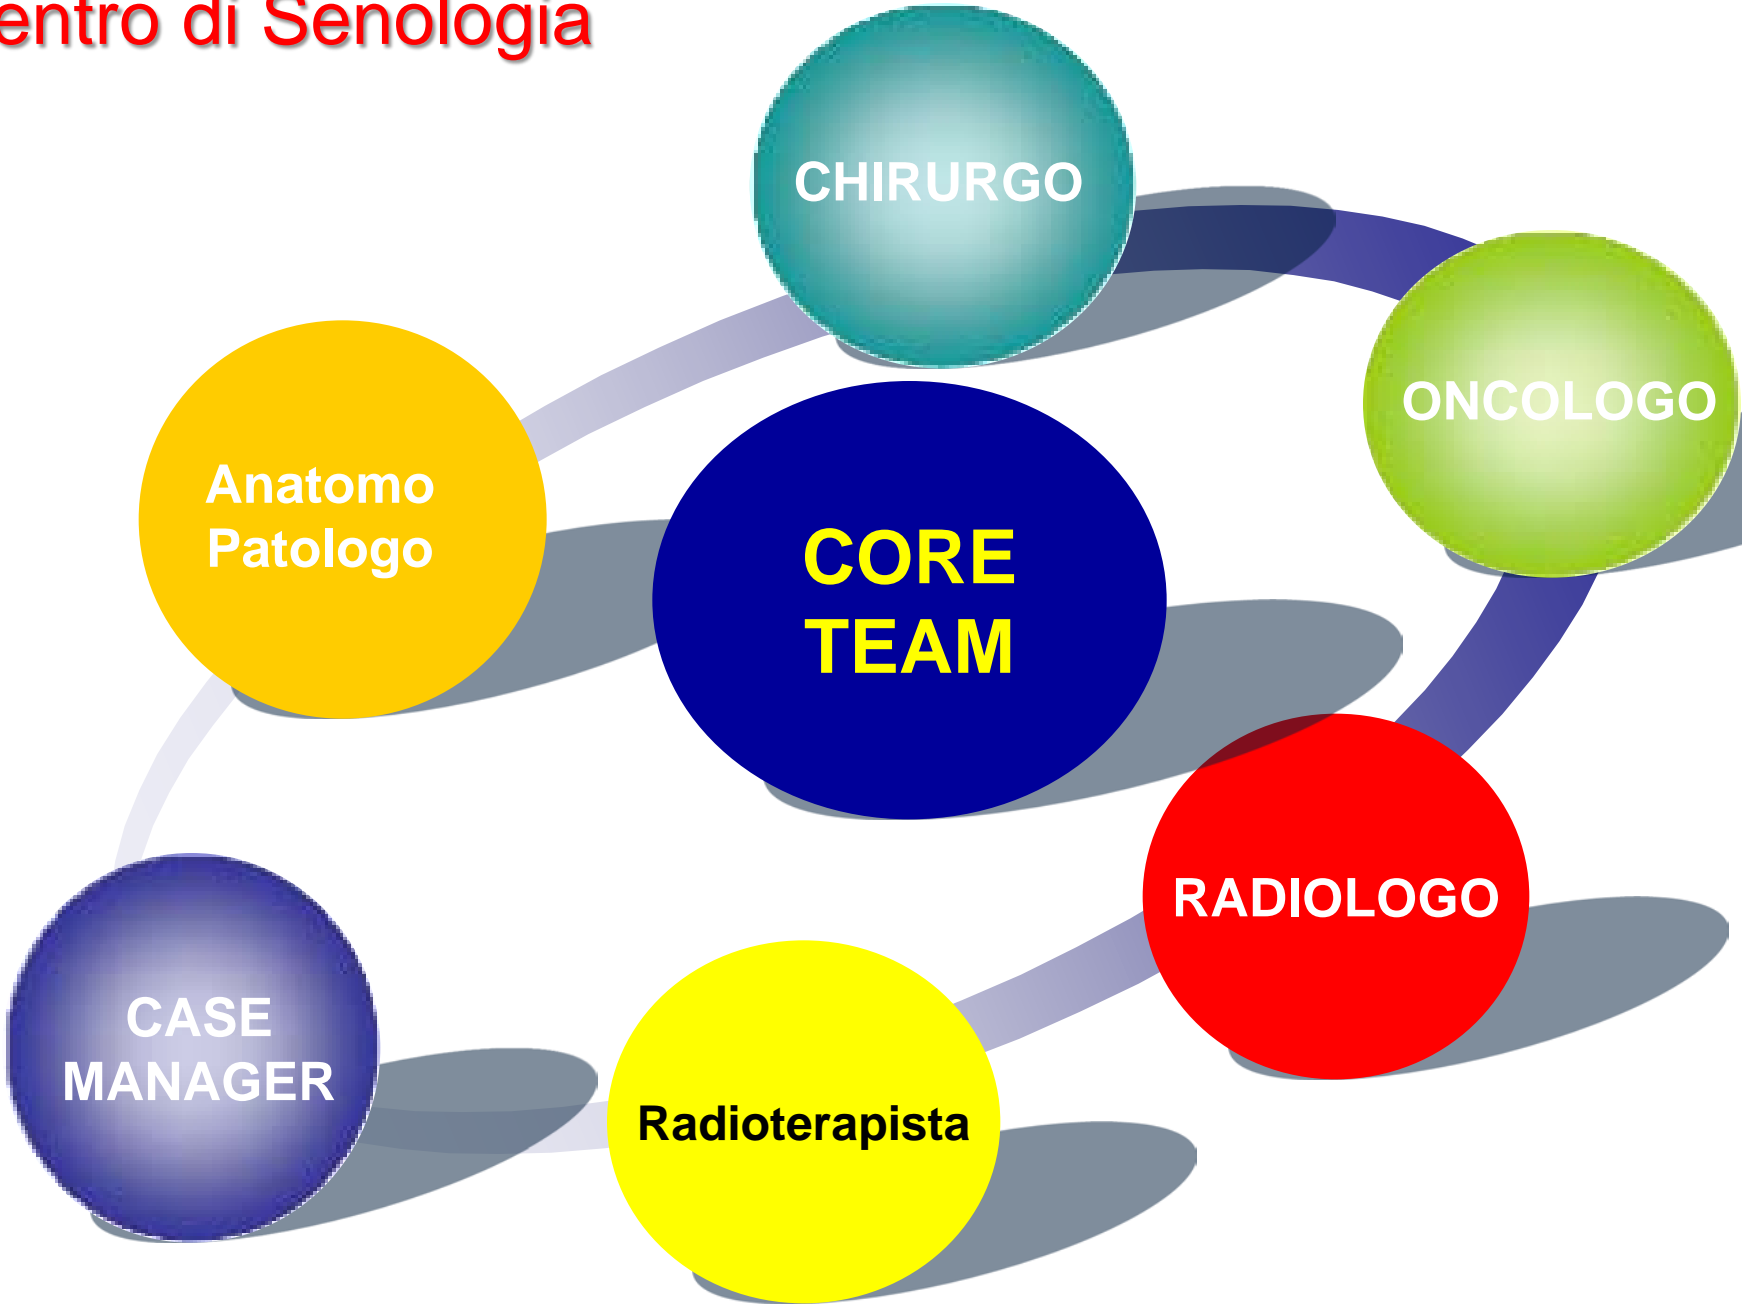 entro di Senologia
CHIRURGO
ONCOLOGO
Anatomo
Patologo
CORE
TEAM
RADIOLOGO
CASE
MANAGER
Radioterapista